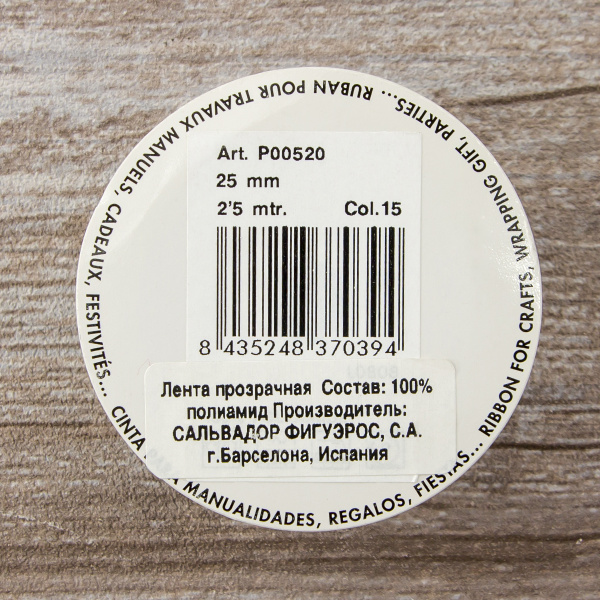 Art. P00520
25 mm
2'5 mtr. Col.15
8 435248 370394
Лента прозрачная Состав: 100%
полиамид Производитель:
САЛЬВАДОР ФИГУЭРОС, С.А.
г.Барселона, Испания
RUBAN POUR TRAVAUX MANUELS, CADEAUX, FESTIVITÉS...
CINTA MANUALIDADES, REGALOS, FIESTAS...
RIBBON FOR CRAFTS, WRAPPING GIFT, PARTIES...